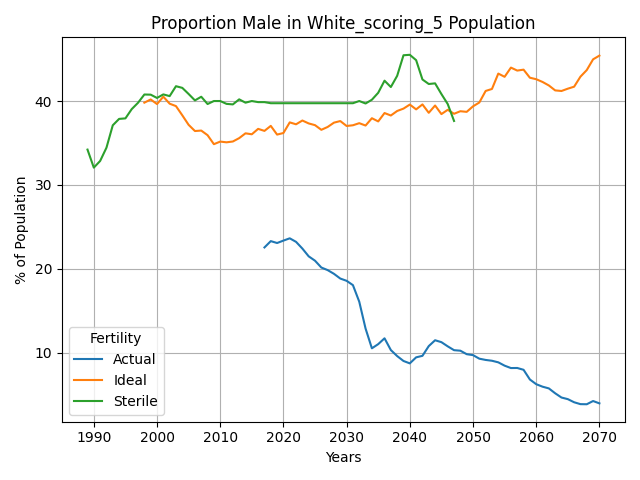 Proportion Male in White_scoring_5 Population
% of Population
40
30
20
10
Fertility
Actual
Ideal
Sterile
1990 2000 2010 2020 2030 2040 2050 2060 2070
Years